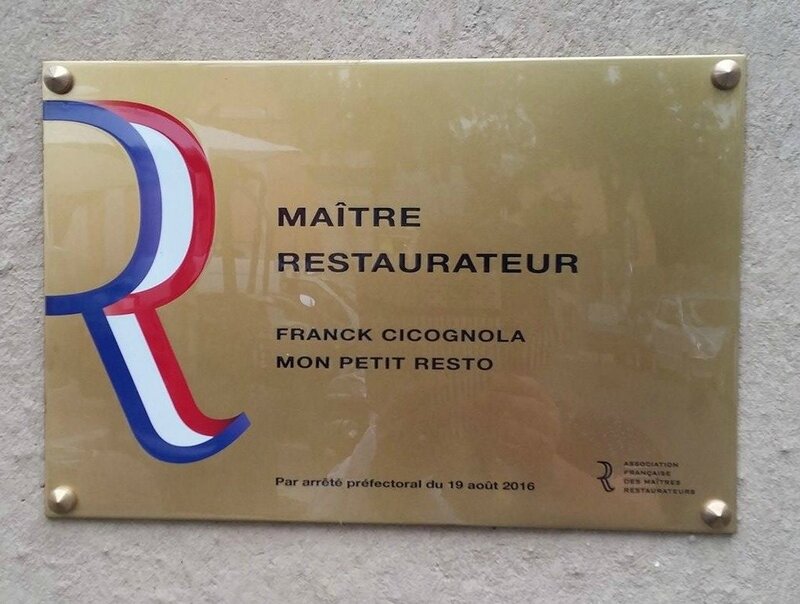 MAÎTRE
RESTAURATEUR
FRANCK CICOGNOLA
MON PETIT RESTO
Par arrêté préfectoral du 19 août 2016
ASSOCIATION
FRANÇAISE
DES MAÎTRES
RESTAURATEURS